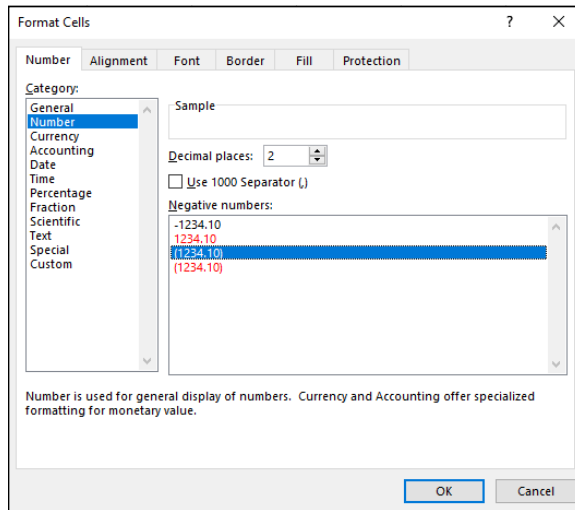 Format Cells ? ×
Number Alignment Font Border Fill Protection
Category:
General
Number
Currency
Accounting
Date
Time
Percentage
Fraction
Scientific
Text
Special
Custom
Sample
Decimal places: 2
Use 1000 Separator (,)
Negative numbers:
-1234.10
1234.10
(1234.10)
(1234.10)
Number is used for general display of numbers. Currency and Accounting offer specialized
formatting for monetary value.
OK Cancel